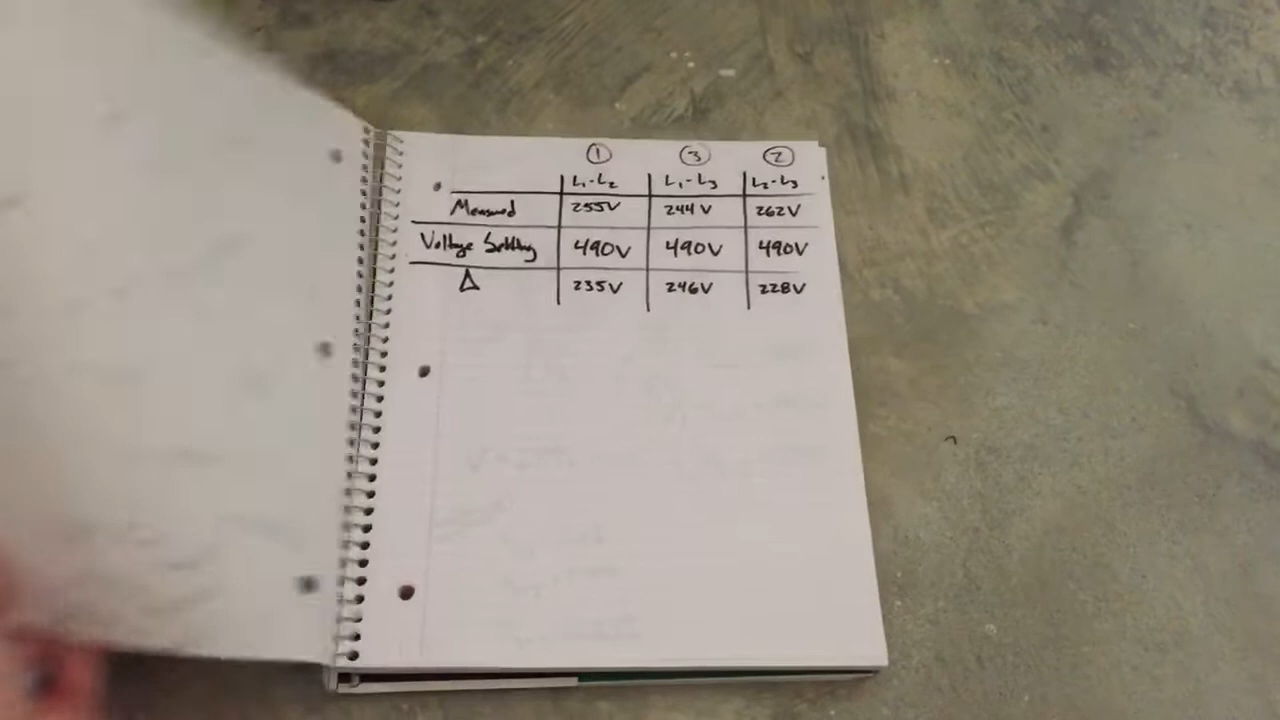 ① ③ ②
L₁-L₂ L₁-L₃ L₂-L₃
Measured 255V 244V 262V
Voltage Setting 490V 490V 490V
Δ 235V 246V 228V